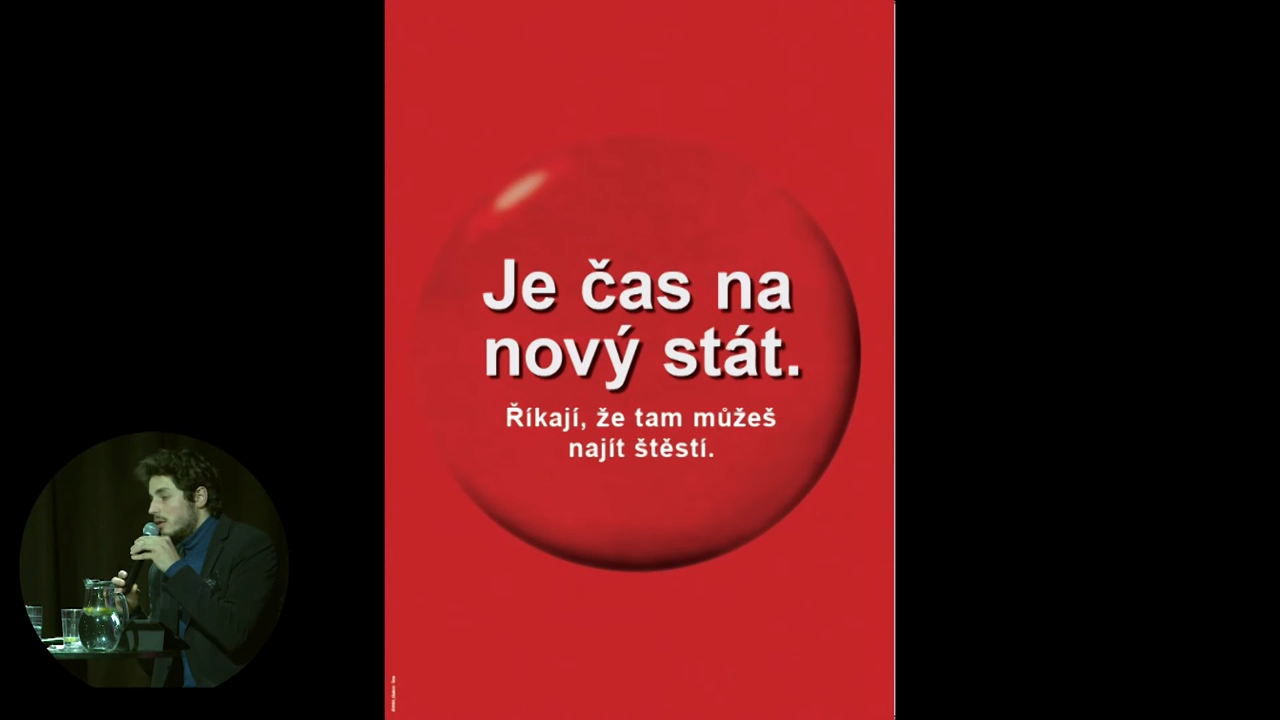 Je čas na
nový stát.
Říkají, že tam můžeš
najít štěstí.